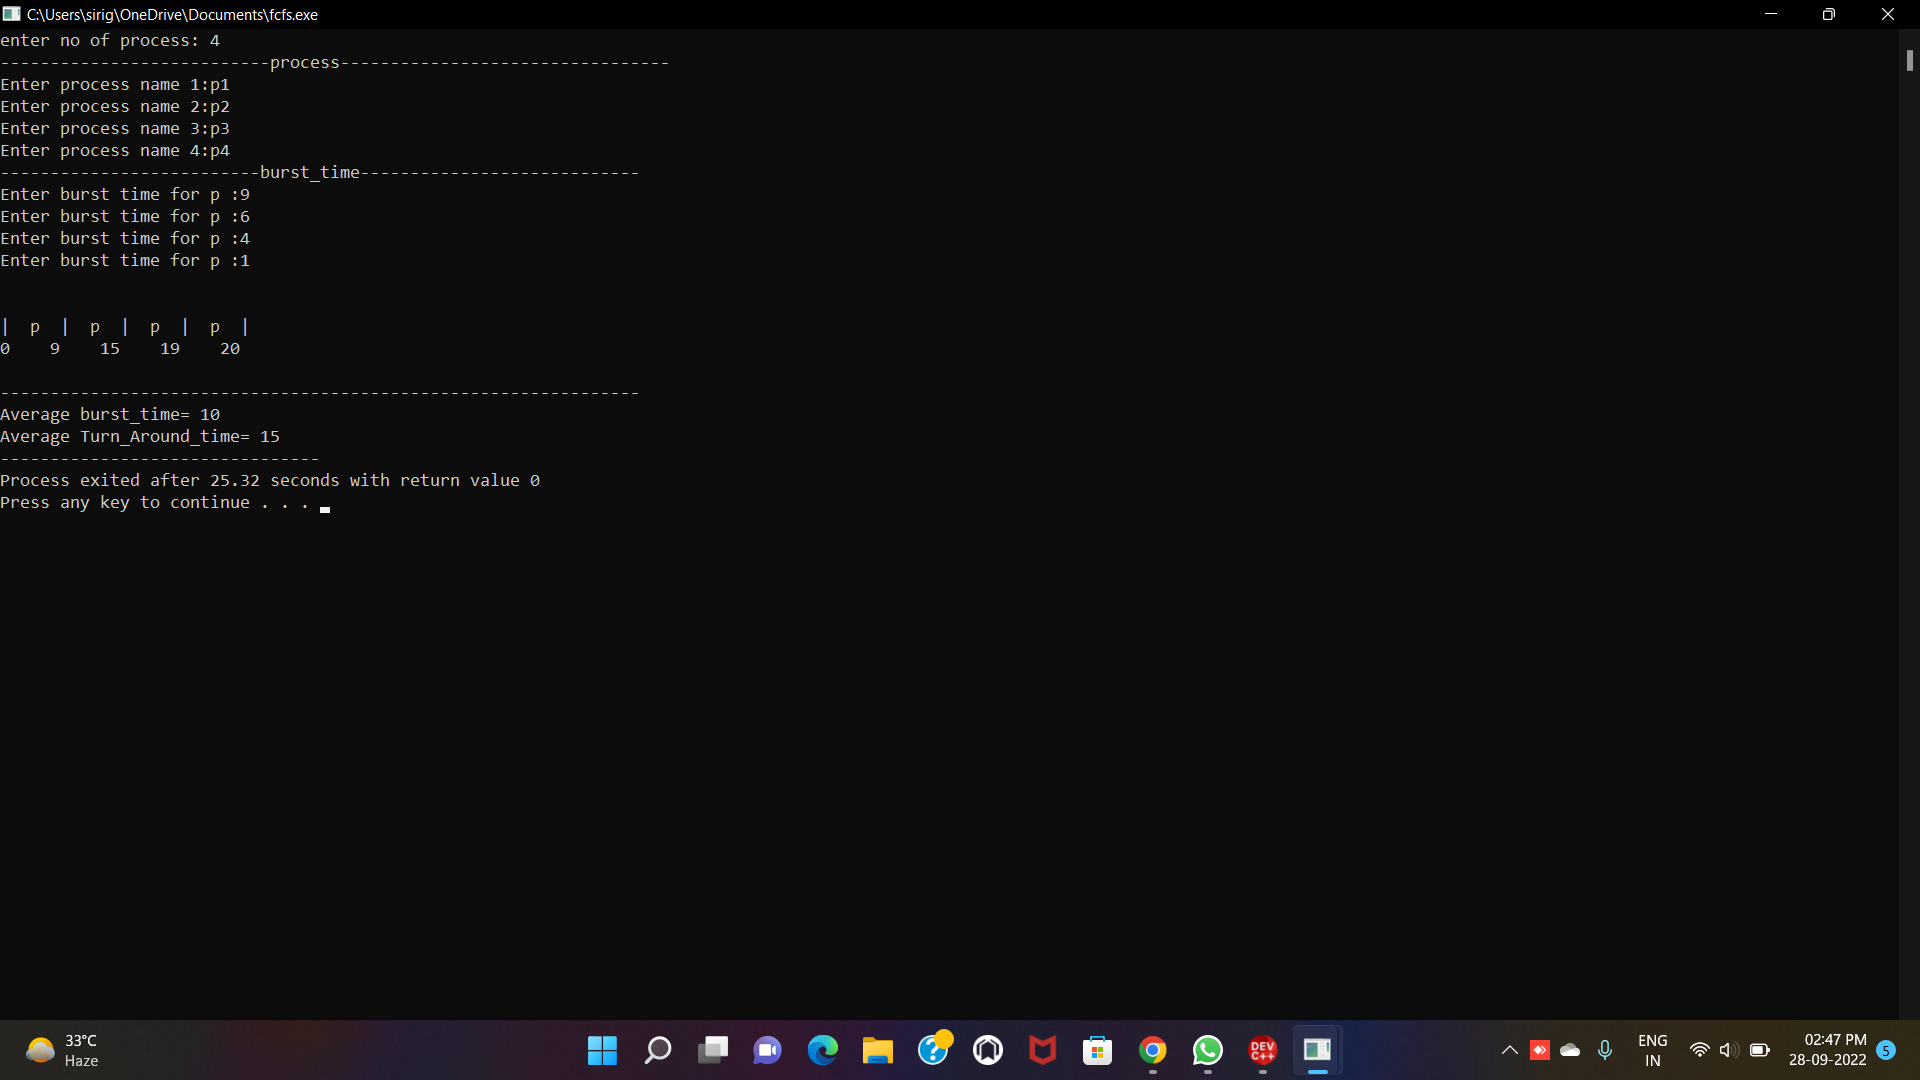 C:\Users\sirig\OneDrive\Documents\fcfs.exe
enter no of process: 4
---------------------------process---------------------------------
Enter process name 1:p1
Enter process name 2:p2
Enter process name 3:p3
Enter process name 4:p4
--------------------------burst_time----------------------------
Enter burst time for p :9
Enter burst time for p :6
Enter burst time for p :4
Enter burst time for p :1
|  p  |  p  |  p  |  p  |
0    9    15    19    20
----------------------------------------------------------------
Average burst_time= 10
Average Turn_Around_time= 15
--------------------------------
Process exited after 25.32 seconds with return value 0
Press any key to continue . . .
33°C
Haze
DEV
C++
ENG
IN
02:47 PM
28-09-2022
5